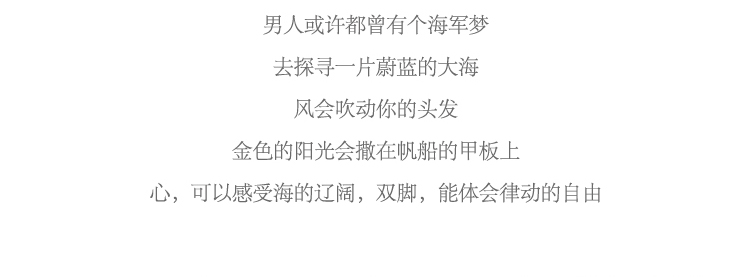 男人或许都曾有个海军梦
去探寻一片蔚蓝的大海
风会吹动你的头发
金色的阳光会撒在帆船的甲板上
心，可以感受海的辽阔，双脚，能体会律动的自由